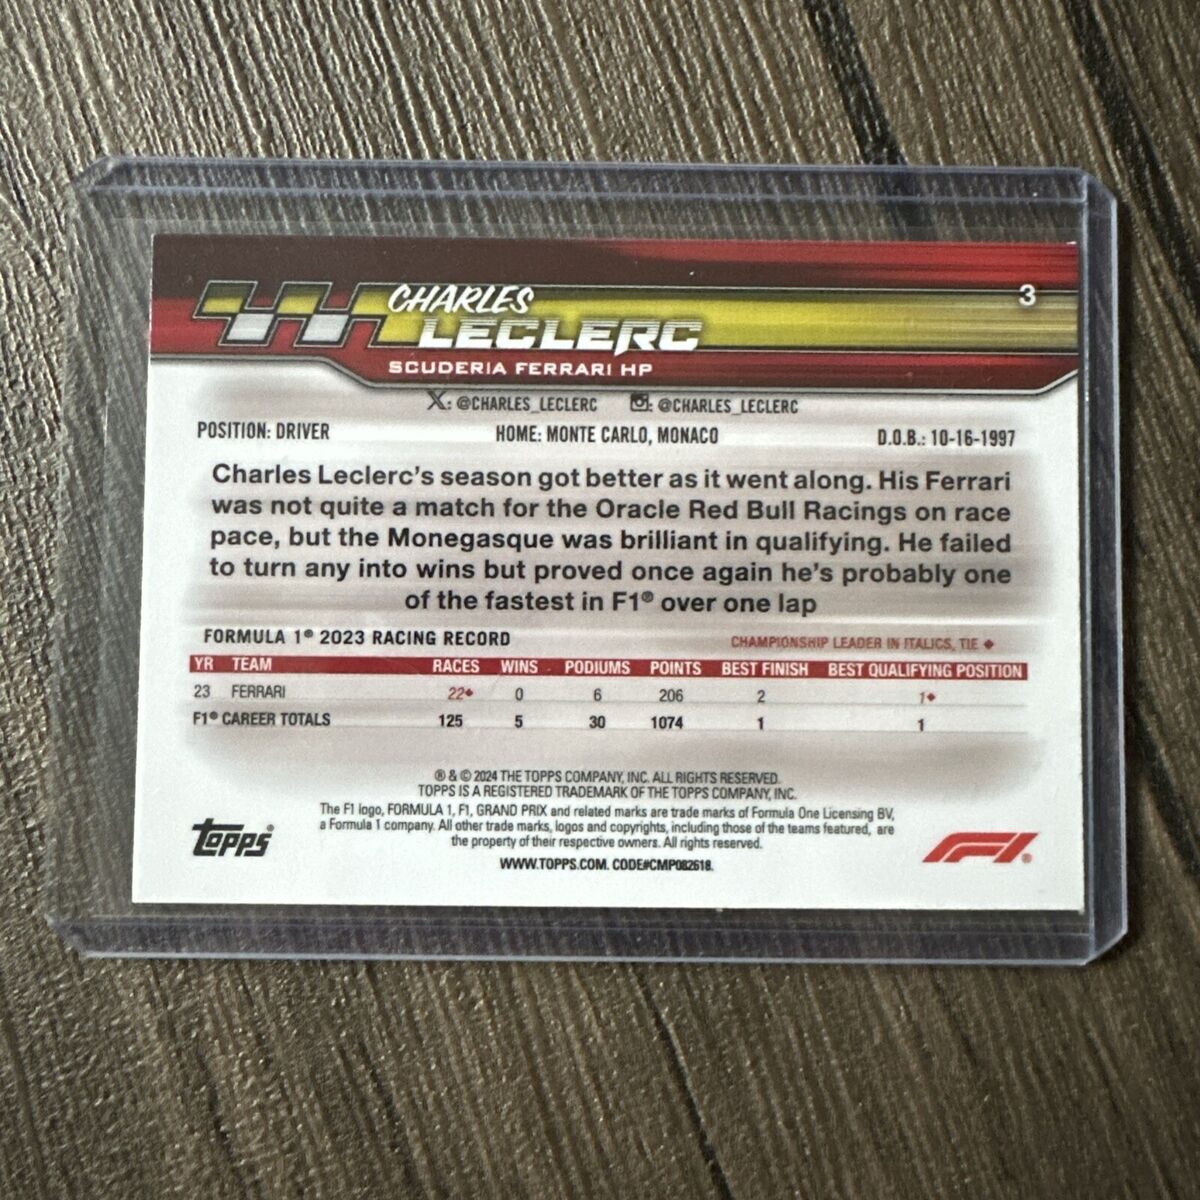 3
CHARLES
LECLERC
SCUDERIA FERRARI HP
X: @CHARLES_LECLERC : @CHARLES_LECLERC
POSITION: DRIVER HOME: MONTE CARLO, MONACO D.O.B.: 10-16-1997
Charles Leclerc's season got better as it went along. His Ferrari
was not quite a match for the Oracle Red Bull Racings on race
pace, but the Monegasque was brilliant in qualifying. He failed
to turn any into wins but proved once again he's probably one
of the fastest in F1® over one lap
FORMULA 1® 2023 RACING RECORD CHAMPIONSHIP LEADER IN ITALICS, TIE ♦
YR TEAM RACES WINS PODIUMS POINTS BEST FINISH BEST QUALIFYING POSITION
23 FERRARI 22♦ 0 6 206 2 1♦
F1® CAREER TOTALS 125 5 30 1074 1 1
® & © 2024 THE TOPPS COMPANY, INC. ALL RIGHTS RESERVED.
TOPPS IS A REGISTERED TRADEMARK OF THE TOPPS COMPANY, INC.
The F1 logo, FORMULA 1, F1, GRAND PRIX and related marks are trade marks of Formula One Licensing BV,
a Formula 1 company. All other trade marks, logos and copyrights, including those of the teams featured, are
the property of their respective owners. All rights reserved.
WWW.TOPPS.COM. CODE#CMP082618.
Topps®
F1®